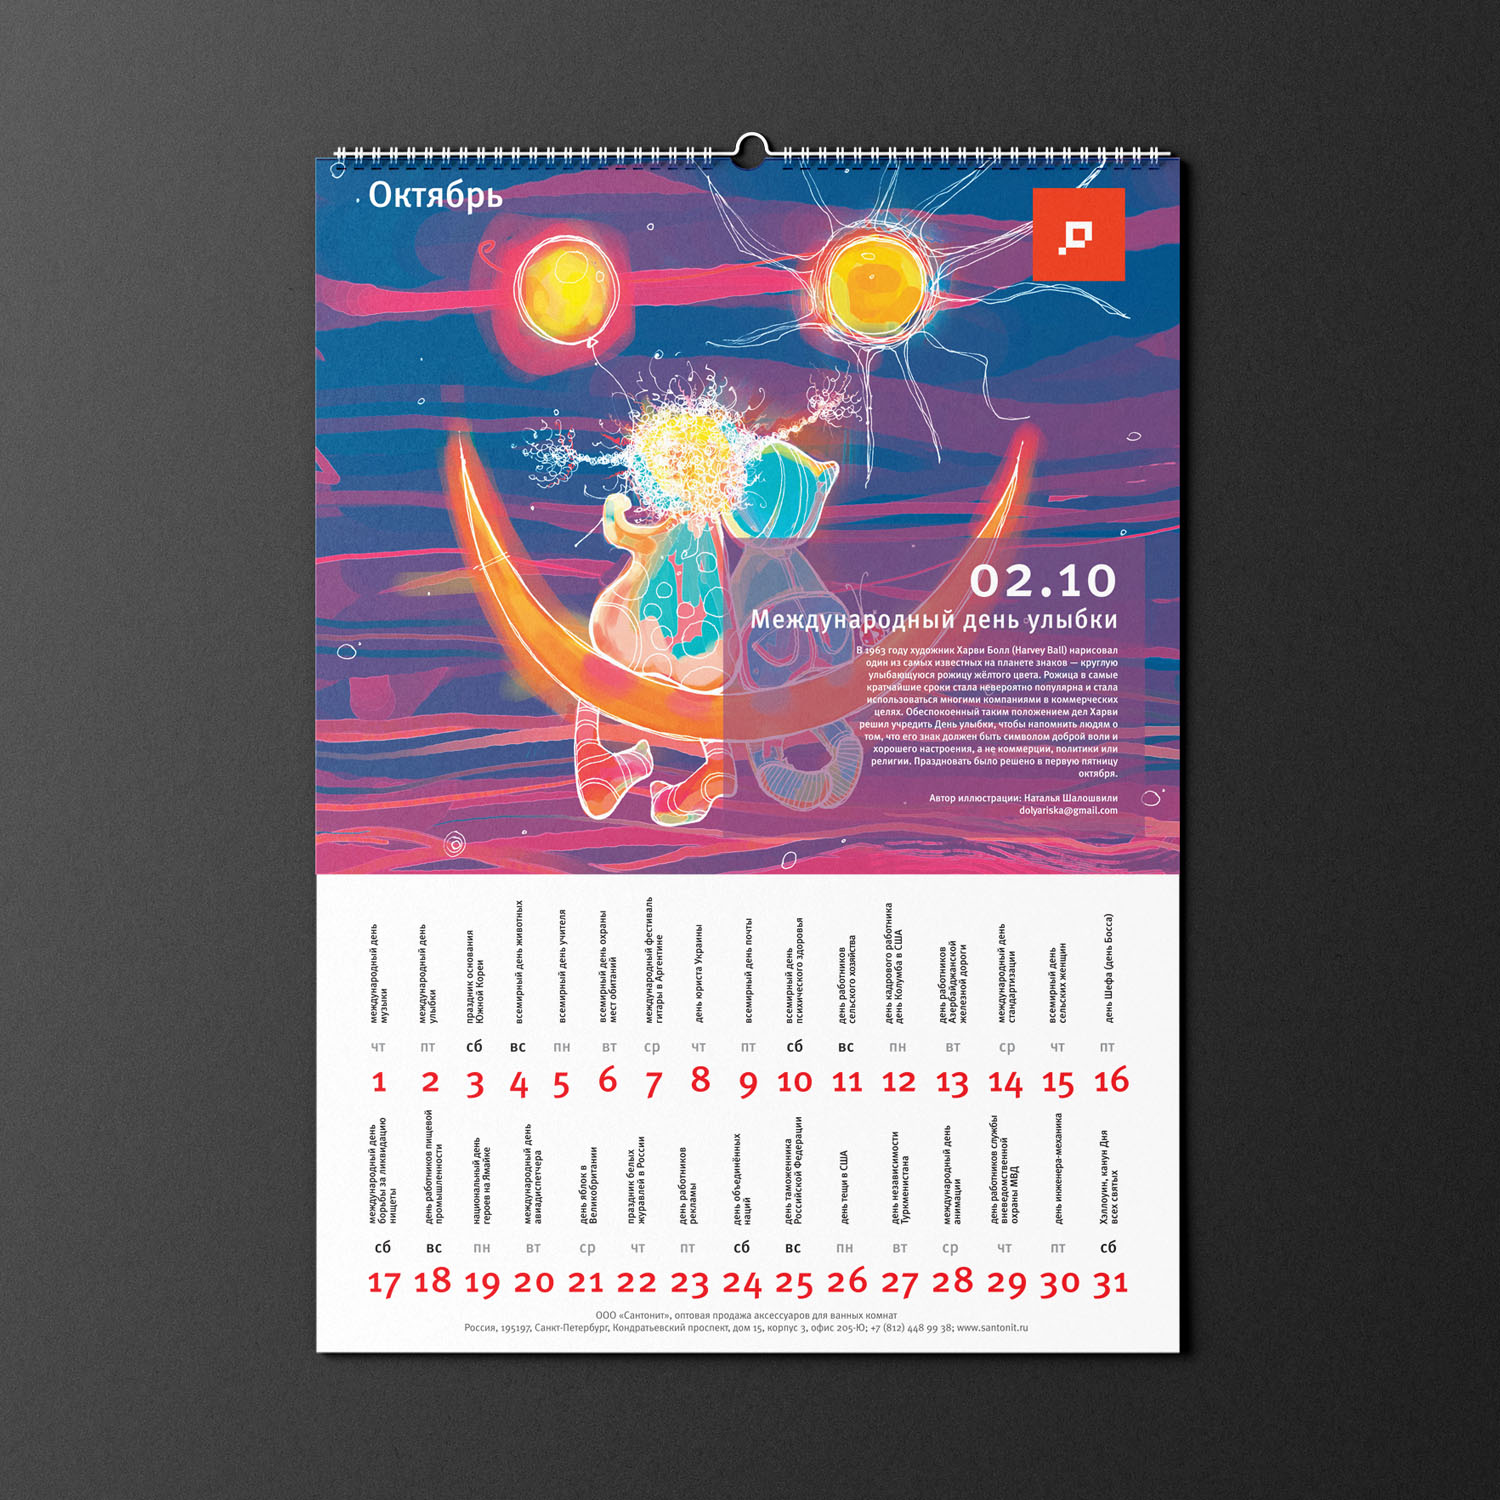 Октябрь
02.10
Международный день улыбки
В 1963 году художник Харви Болл (Harvey Ball) нарисовал
один из самых известных на планете знаков — круглую
улыбающуюся рожицу жёлтого цвета. Рожица в самые
кратчайшие сроки стала невероятно популярна и стала
использоваться многими компаниями в коммерческих
целях. Обеспокоенный таким положением дел Харви
решил учредить День улыбки, чтобы напомнить людям о
том, что его знак должен быть символом доброй воли и
хорошего настроения, а не коммерции, политики или
религии. Праздновать было решено в первую пятницу
октября.
Автор иллюстрации: Наталья Шалошвили
dolyariska@gmail.com
международный день
музыки
международный день
улыбки
праздник основания
Южной Кореи
всемирный день животных
всемирный день учителя
всемирный день охраны
мест обитаний
международный фестиваль
гитары в Аргентине
день юриста Украины
всемирный день почты
всемирный день
психического здоровья
день работников
сельского хозяйства
день кадрового работника
день Колумба в США
день работников
Азербайджанской
железной дороги
международный день
стандартизации
всемирный день
сельских женщин
день Шефа (день Босса)
чт пт сб вс пн вт ср чт пт сб вс пн вт ср чт пт
1 2 3 4 5 6 7 8 9 10 11 12 13 14 15 16
международный день
борьбы за ликвидацию
нищеты
день работников пищевой
промышленности
национальный день
героев на Ямайке
международный день
авиадиспетчера
день яблок в
Великобритании
праздник белых
журавлей в России
день работников
рекламы
день объединённых
наций
день таможенника
Российской Федерации
день тещи в США
день независимости
Туркменистана
международный день
анимации
день работников службы
вневедомственной
охраны МВД
день инженера-механика
Хэллоуин, канун Дня
всех святых
сб вс пн вт ср чт пт сб вс пн вт ср чт пт сб
17 18 19 20 21 22 23 24 25 26 27 28 29 30 31
ООО «Сантонит», оптовая продажа аксессуаров для ванных комнат
Россия, 195197, Санкт-Петербург, Кондратьевский проспект, дом 15, корпус 3, офис 205-Ю; +7 (812) 448 99 38; www.santonit.ru